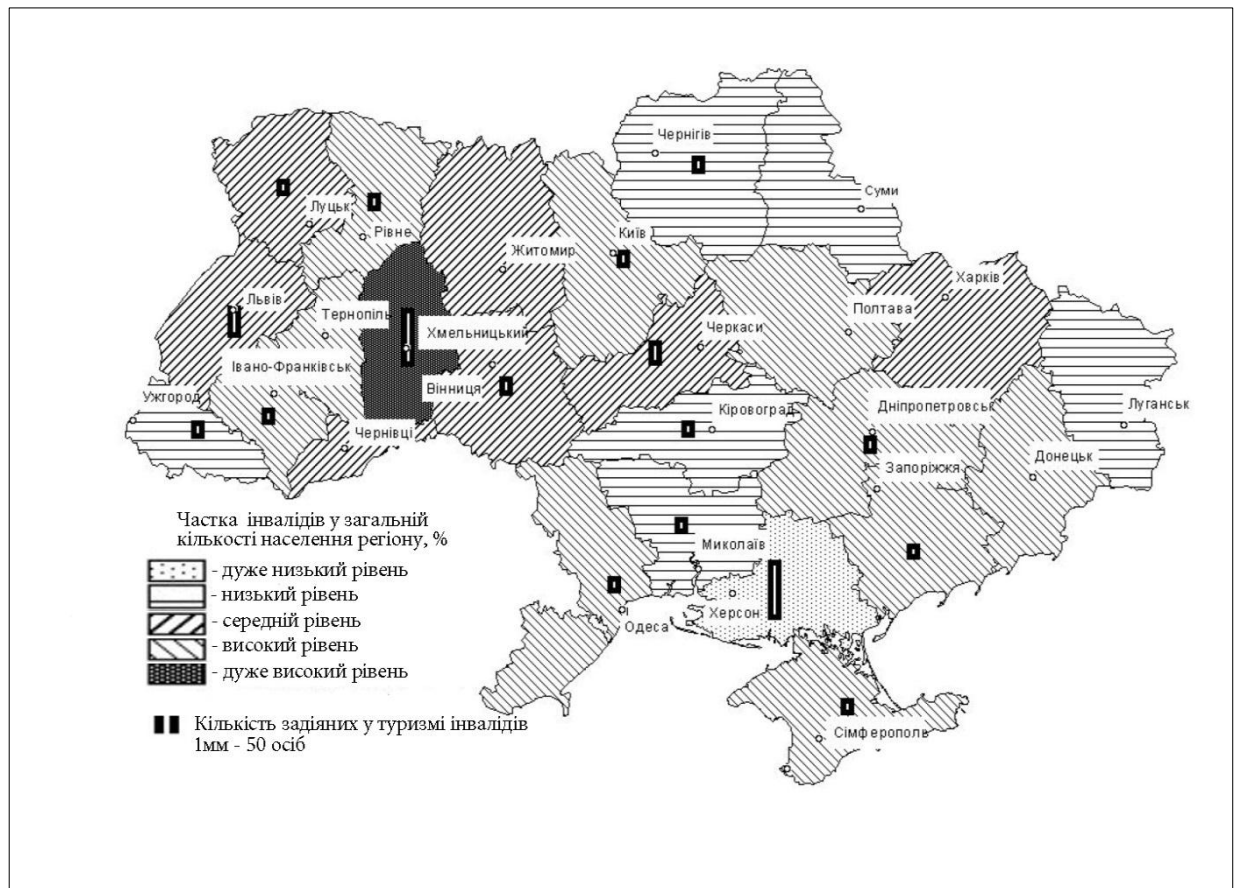 Чернігів
Суми
Луцьк
Рівне
Київ
Житомир
Харків
Львів
Тернопіль
Хмельницький
Черкаси
Полтава
Івано-Франківськ
Вінниця
Ужгород
Кіровоград
Дніпропетровськ
Луганськ
Чернівці
Запоріжжя
Донецьк
Миколаїв
Херсон
Одеса
Сімферополь
Частка інвалідів у загальній
кількості населення регіону, %
- дуже низький рівень
- низький рівень
- середній рівень
- високий рівень
- дуже високий рівень
Кількість задіяних у туризмі інвалідів
1мм - 50 осіб